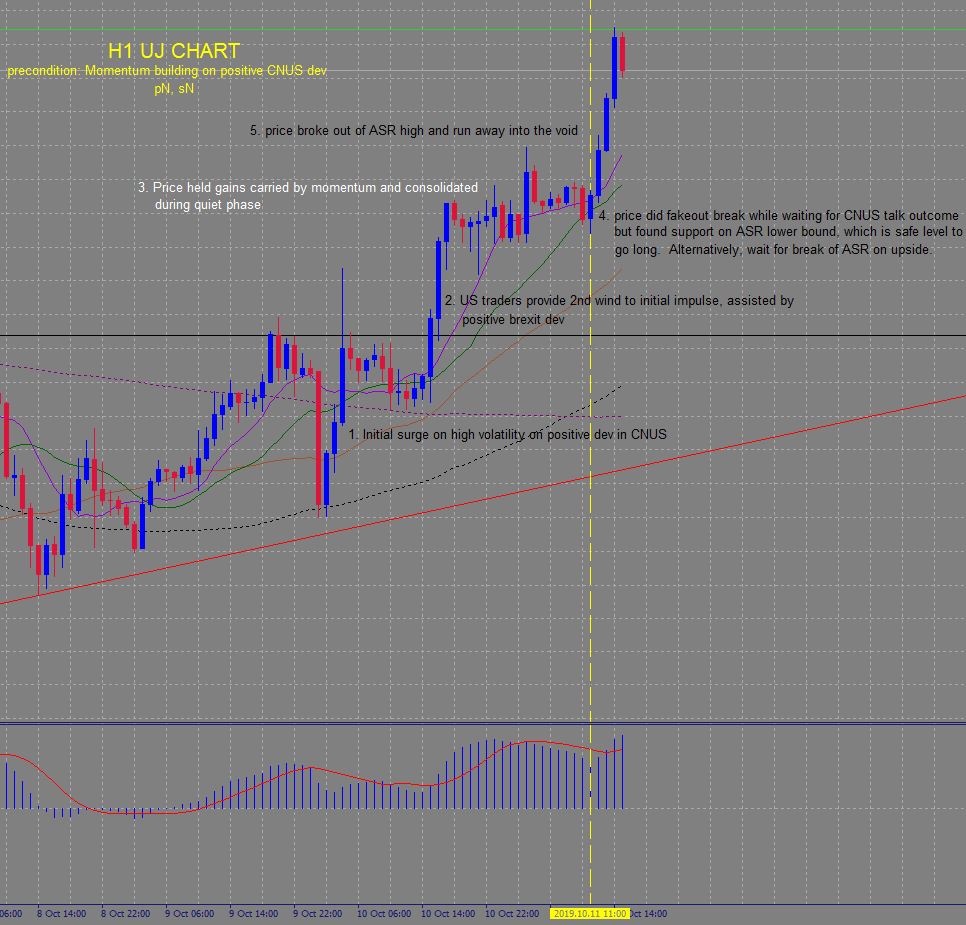 H1 UJ CHART
precondition: Momentum building on positive CNUS dev
pN, sN
5. price broke out of ASR high and run away into the void
3. Price held gains carried by momentum and consolidated
during quiet phase
4. price did fakeout break while waiting for CNUS talk outcome
but found support on ASR lower bound, which is safe level to
go long. Alternatively, wait for break of ASR on upside.
2. US traders provide 2nd wind to initial impulse, assisted by
positive brexit dev
1. Initial surge on high volatility on positive dev in CNUS
06:00 8 Oct 14:00 8 Oct 22:00 9 Oct 06:00 9 Oct 14:00 9 Oct 22:00 10 Oct 06:00 10 Oct 14:00 10 Oct 22:00 2019.10.11 11:00 Oct 14:00